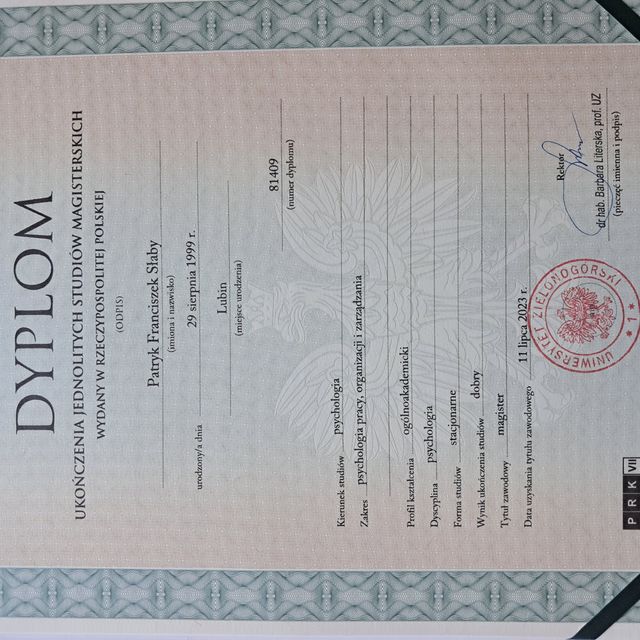 DYPLOM
UKOŃCZENIA JEDNOLITYCH STUDIÓW MAGISTERSKICH
WYDANY W RZECZYPOSPOLITEJ POLSKIEJ
(ODPIS)
Patryk Franciszek Słaby
(imiona i nazwisko)
urodzony/a dnia 29 sierpnia 1999 r.
Lubin
(miejsce urodzenia)
81409
(numer dyplomu)
Kierunek studiów psychologia
Zakres psychologia pracy, organizacji i zarządzania
Profil kształcenia ogólnoakademicki
Dyscyplina psychologia
Forma studiów stacjonarne
Wynik ukończenia studiów dobry
Tytuł zawodowy magister
Data uzyskania tytułu zawodowego 11 lipca 2023 r.
Rektor
dr hab. Barbara Literska, prof. UZ
(pieczęć imienna i podpis)
UNIWERSYTET ZIELONOGÓRSKI
P R K VII